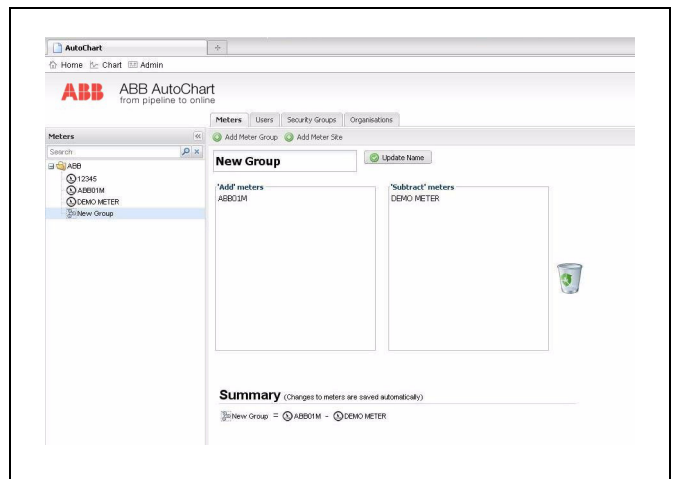 AutoChart
Home Chart Admin
ABB ABB AutoChart
from pipeline to online
Meters Users Security Groups Organisations
Meters
Add Meter Group Add Meter Site
Search:
New Group Update Name
ABB
12345
ABB01M
DEMO METER
New Group
'Add' meters 'Subtract' meters
ABB01M DEMO METER
Summary (Changes to meters are saved automatically)
New Group = ABB01M - DEMO METER